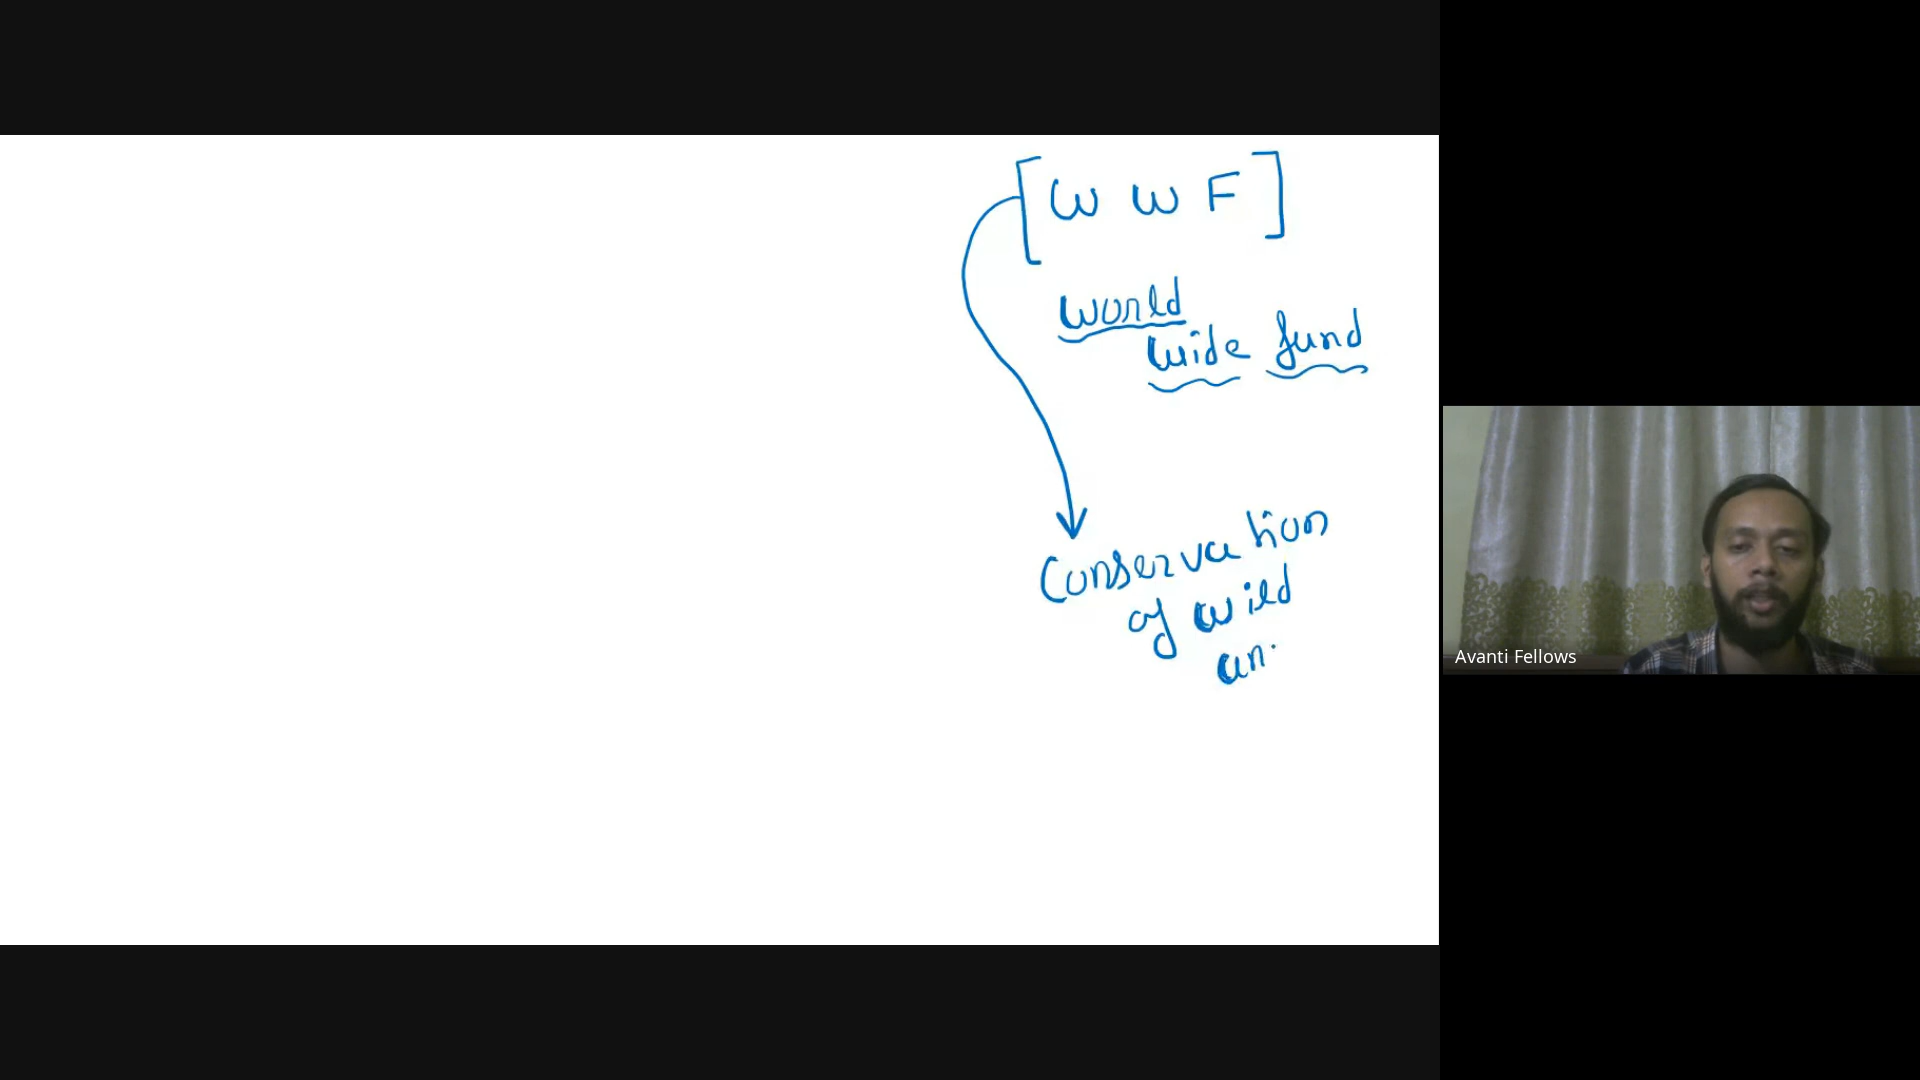 [W W F]
World
wide fund
Conservation
of wild
an.
Avanti Fellows